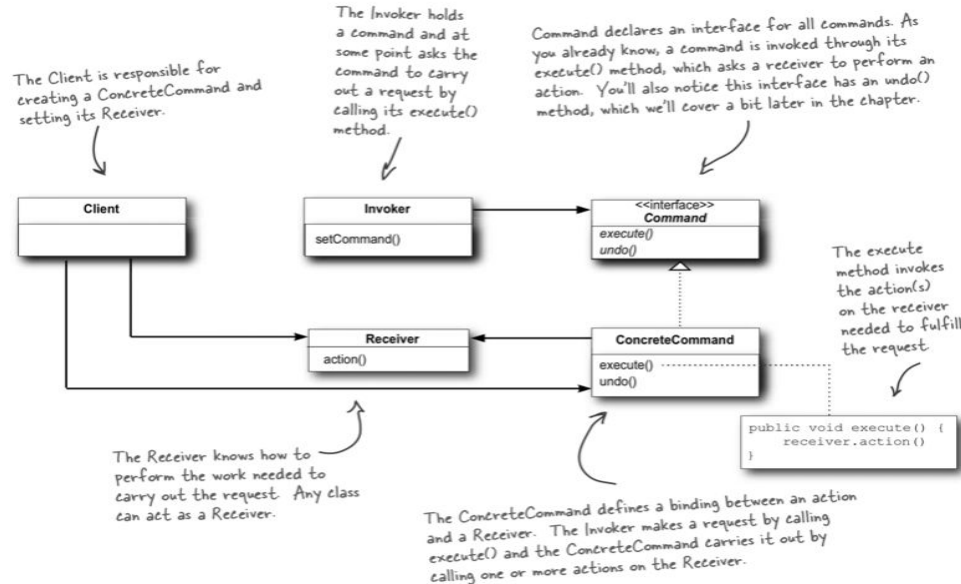 The Client is responsible for
creating a ConcreteCommand and
setting its Receiver.
The Invoker holds
a command and at
some point asks the
command to carry
out a request by
calling its execute()
method.
Command declares an interface for all commands. As
you already know, a command is invoked through its
execute() method, which asks a receiver to perform an
action. You'll also notice this interface has an undo()
method, which we'll cover a bit later in the chapter.
Client
Invoker
setCommand()
<<interface>>
Command
execute()
undo()
The execute
method invokes
the action(s)
on the receiver
needed to fulfill
the request
Receiver
action()
ConcreteCommand
execute()
undo()
public void execute() {
receiver.action()
}
The Receiver knows how to
perform the work needed to
carry out the request. Any class
can act as a Receiver.
The ConcreteCommand defines a binding between an action
and a Receiver. The Invoker makes a request by calling
execute() and the ConcreteCommand carries it out by
calling one or more actions on the Receiver.